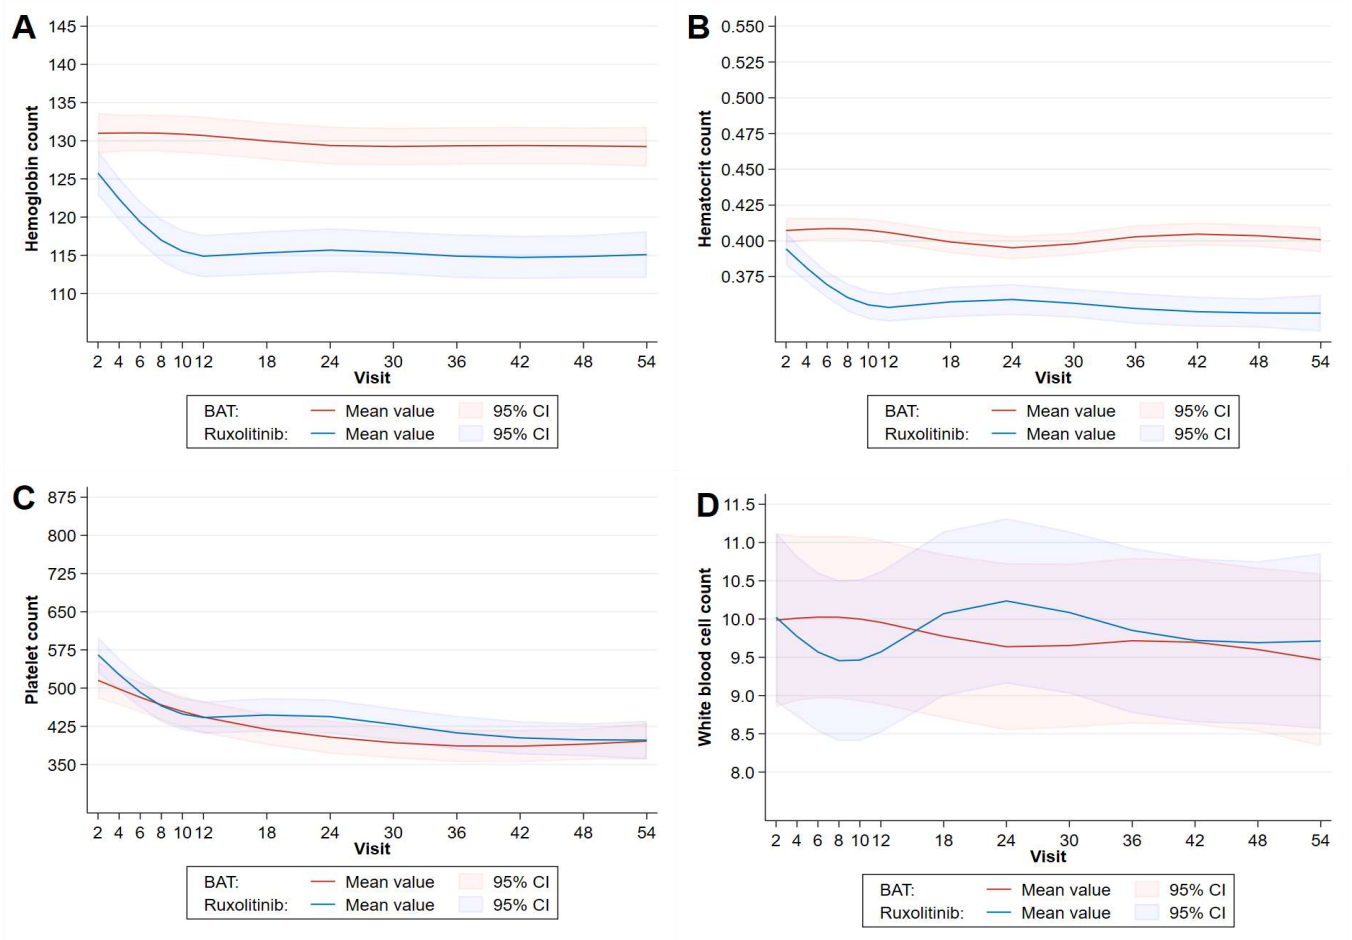 A
145
140
135
130
125
120
115
110
Hemoglobin count
2 4 6 8 10 12 18 24 30 36 42 48 54
Visit
BAT: Mean value 95% CI
Ruxolitinib: Mean value 95% CI
B
0.550
0.525
0.500
0.475
0.450
0.425
0.400
0.375
Hematocrit count
2 4 6 8 10 12 18 24 30 36 42 48 54
Visit
BAT: Mean value 95% CI
Ruxolitinib: Mean value 95% CI
C
875
800
725
650
575
500
425
350
Platelet count
2 4 6 8 10 12 18 24 30 36 42 48 54
Visit
BAT: Mean value 95% CI
Ruxolitinib: Mean value 95% CI
D
11.5
11.0
10.5
10.0
9.5
9.0
8.5
8.0
White blood cell count
2 4 6 8 10 12 18 24 30 36 42 48 54
Visit
BAT: Mean value 95% CI
Ruxolitinib: Mean value 95% CI